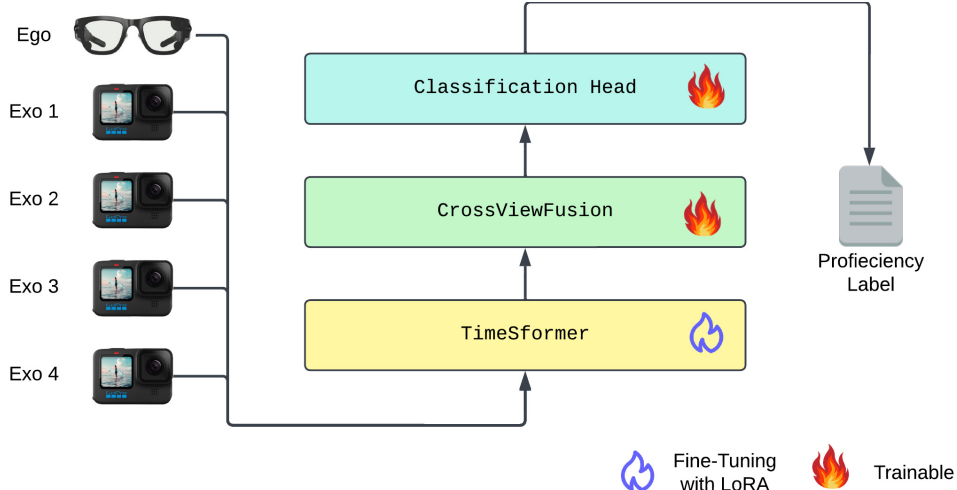 Ego
Exo 1
Exo 2
Exo 3
Exo 4
Classification Head
CrossViewFusion
TimeSformer
Profieciency
Label
Fine-Tuning
with LoRA
Trainable